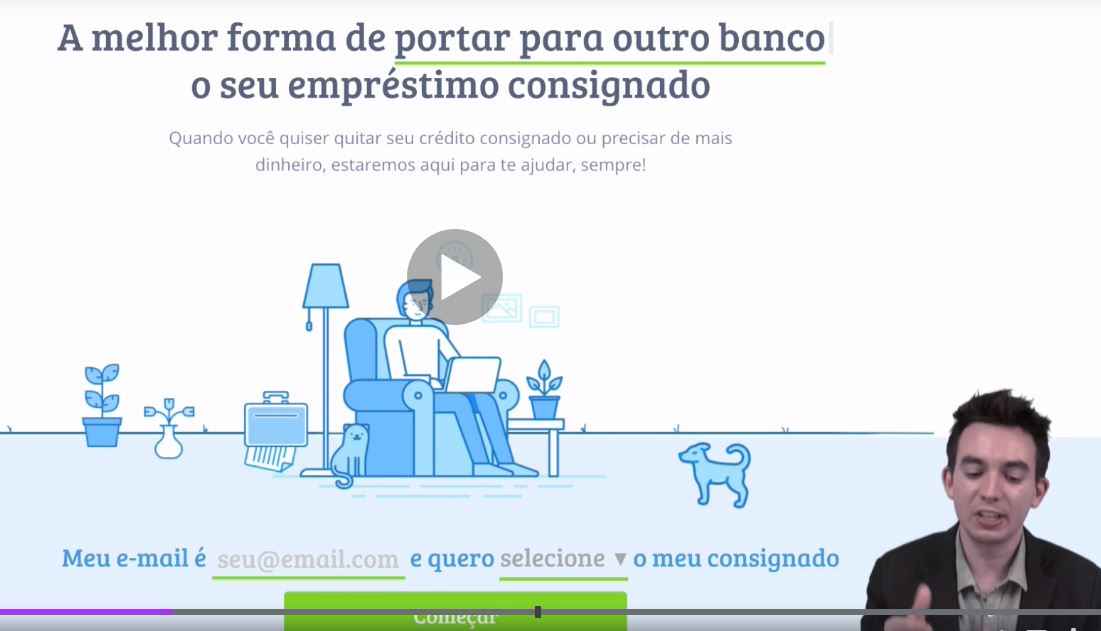 A melhor forma de portar para outro banco
o seu empréstimo consignado
Quando você quiser quitar seu crédito consignado ou precisar de mais
dinheiro, estaremos aqui para te ajudar, sempre!
Meu e-mail é seu@email.com e quero selecione ▼ o meu consignado
Começar